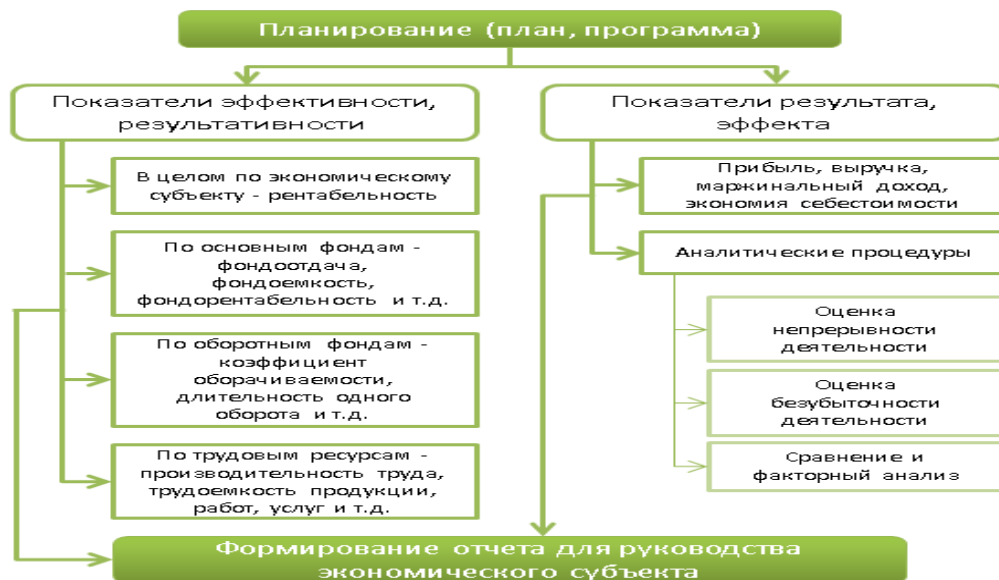 Планирование (план, программа)
Показатели эффективности,
результативности
В целом по экономическому
субъекту - рентабельность
По основным фондам -
фондоотдача,
фондоемкость,
фондорентабельность и т.д.
По оборотным фондам -
коэффициент
оборачиваемости,
длительность одного
оборота и т.д.
По трудовым ресурсам -
производительность труда,
трудоемкость продукции,
работ, услуг и т.д.
Показатели результата,
эффекта
Прибыль, выручка,
маржинальный доход,
экономия себестоимости
Аналитические процедуры
Оценка
непрерывности
деятельности
Оценка
безубыточности
деятельности
Сравнение и
факторный анализ
Формирование отчета для руководства
экономического субъекта